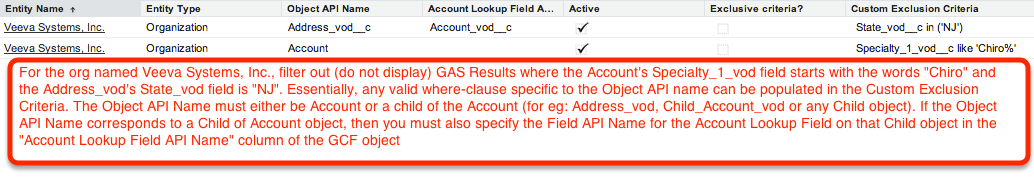 Entity Name ↑ Entity Type Object API Name Account Lookup Field A... Active Exclusive criteria? Custom Exclusion Criteria
Veeva Systems, Inc. Organization Address_vod__c Account_vod__c State_vod__c in ('NJ')
Veeva Systems, Inc. Organization Account Specialty_1_vod__c like 'Chiro%'
For the org named Veeva Systems, Inc., filter out (do not display) GAS Results where the Account's Specialty_1_vod field starts with the words "Chiro" and
the Address_vod's State_vod field is "NJ". Essentially, any valid where-clause specific to the Object API name can be populated in the Custom Exclusion
Criteria. The Object API Name must either be Account or a child of the Account (for eg: Address_vod, Child_Account_vod or any Child object). If the Object
API Name corresponds to a Child of Account object, then you must also specify the Field API Name for the Account Lookup Field on that Child object in the
"Account Lookup Field API Name" column of the GCF object